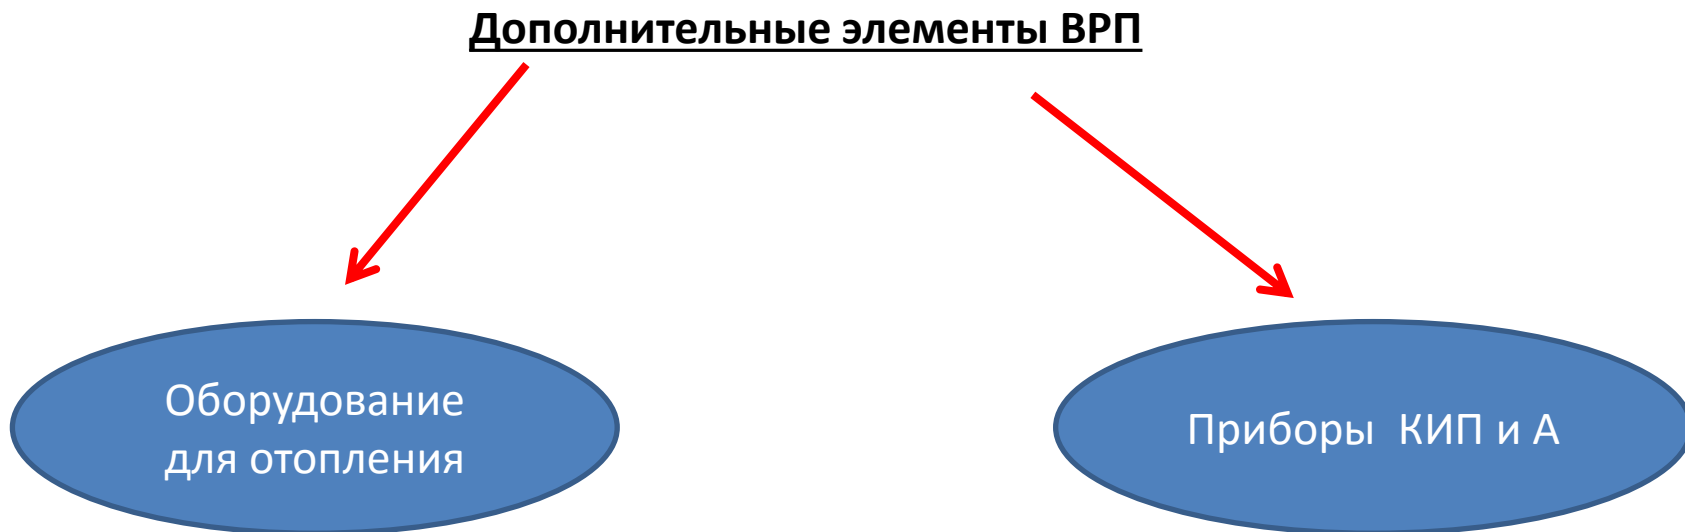 Дополнительные элементы ВРП
Оборудование
для отопления
Приборы КИП и А